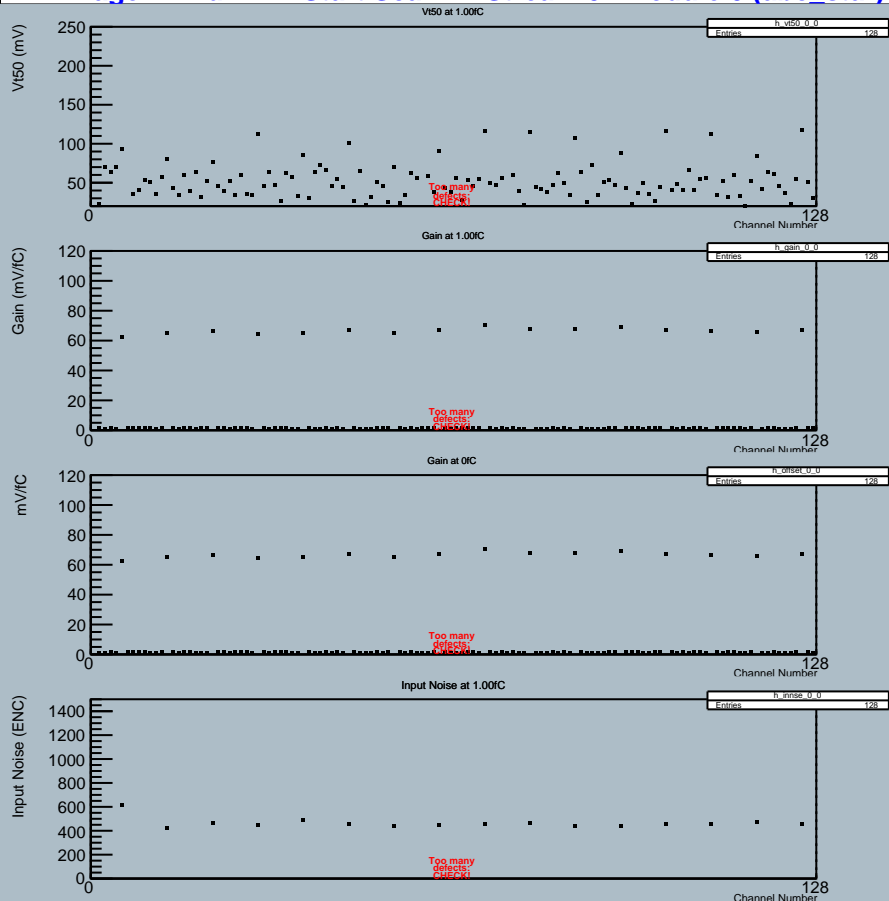 Vt50 at 1.00fC
h_vt50_0_0
Entries 128
Vt50 (mV)
250
200
150
100
50
Too many
defects:
CHECK!
0
128
Channel Number
Gain at 1.00fC
h_gain_0_0
Entries 128
Gain (mV/fC)
120
100
80
60
40
20
0
Too many
defects:
CHECK!
0
128
Channel Number
Gain at 0fC
h_offset_0_0
Entries 128
mV/fC
120
100
80
60
40
20
0
Too many
defects:
CHECK!
0
128
Channel Number
Input Noise at 1.00fC
h_innse_0_0
Entries 128
Input Noise (ENC)
1400
1200
1000
800
600
400
200
0
Too many
defects:
CHECK!
0
128
Channel Number